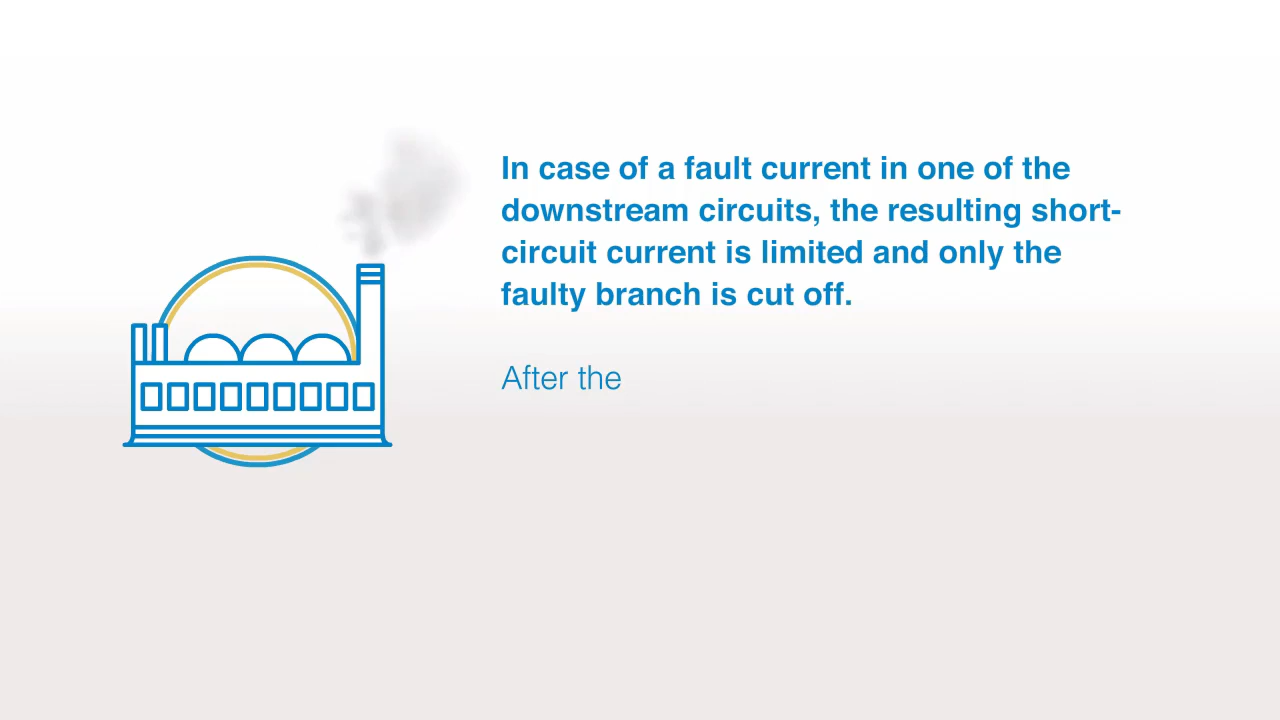 In case of a fault current in one of the
downstream circuits, the resulting short-
circuit current is limited and only the
faulty branch is cut off.
After the